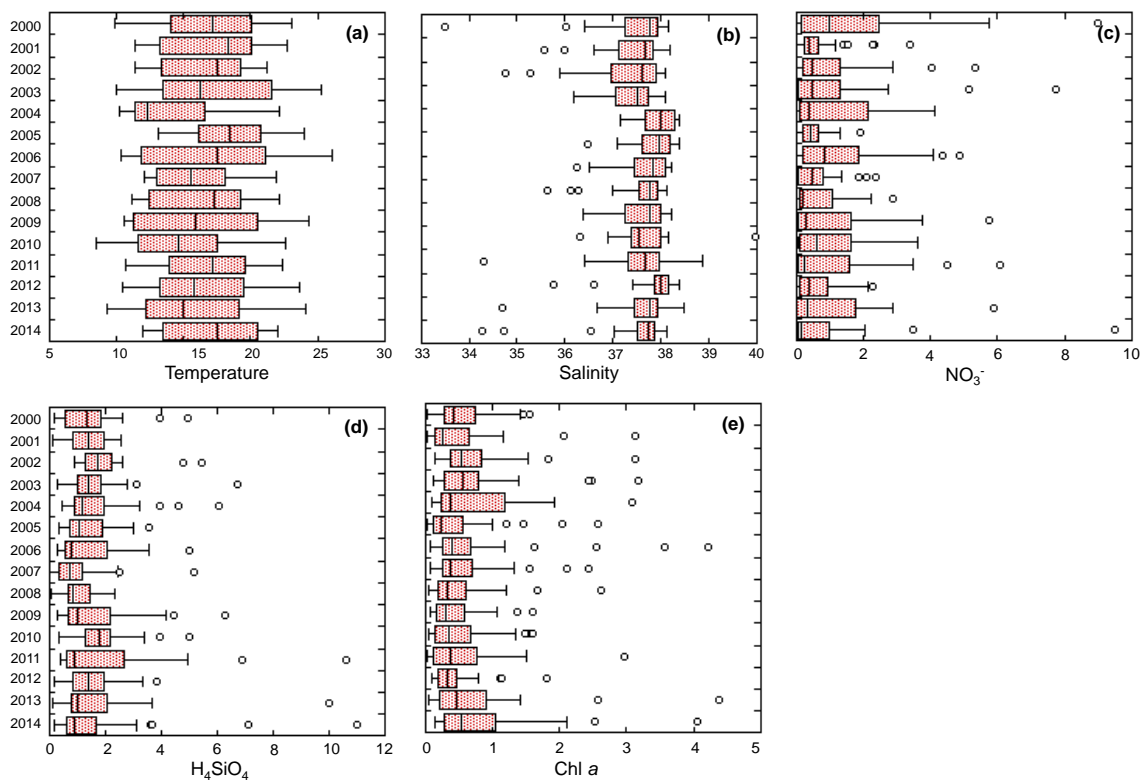 (a)
2000
2001
2002
2003
2004
2005
2006
2007
2008
2009
2010
2011
2012
2013
2014
5 10 15 20 25 30
Temperature
(b)
33 34 35 36 37 38 39 40
Salinity
(c)
0 2 4 6 8 10
NO₃⁻
(d)
2000
2001
2002
2003
2004
2005
2006
2007
2008
2009
2010
2011
2012
2013
2014
0 2 4 6 8 10 12
H₄SiO₄
(e)
0 1 2 3 4 5
Chl a